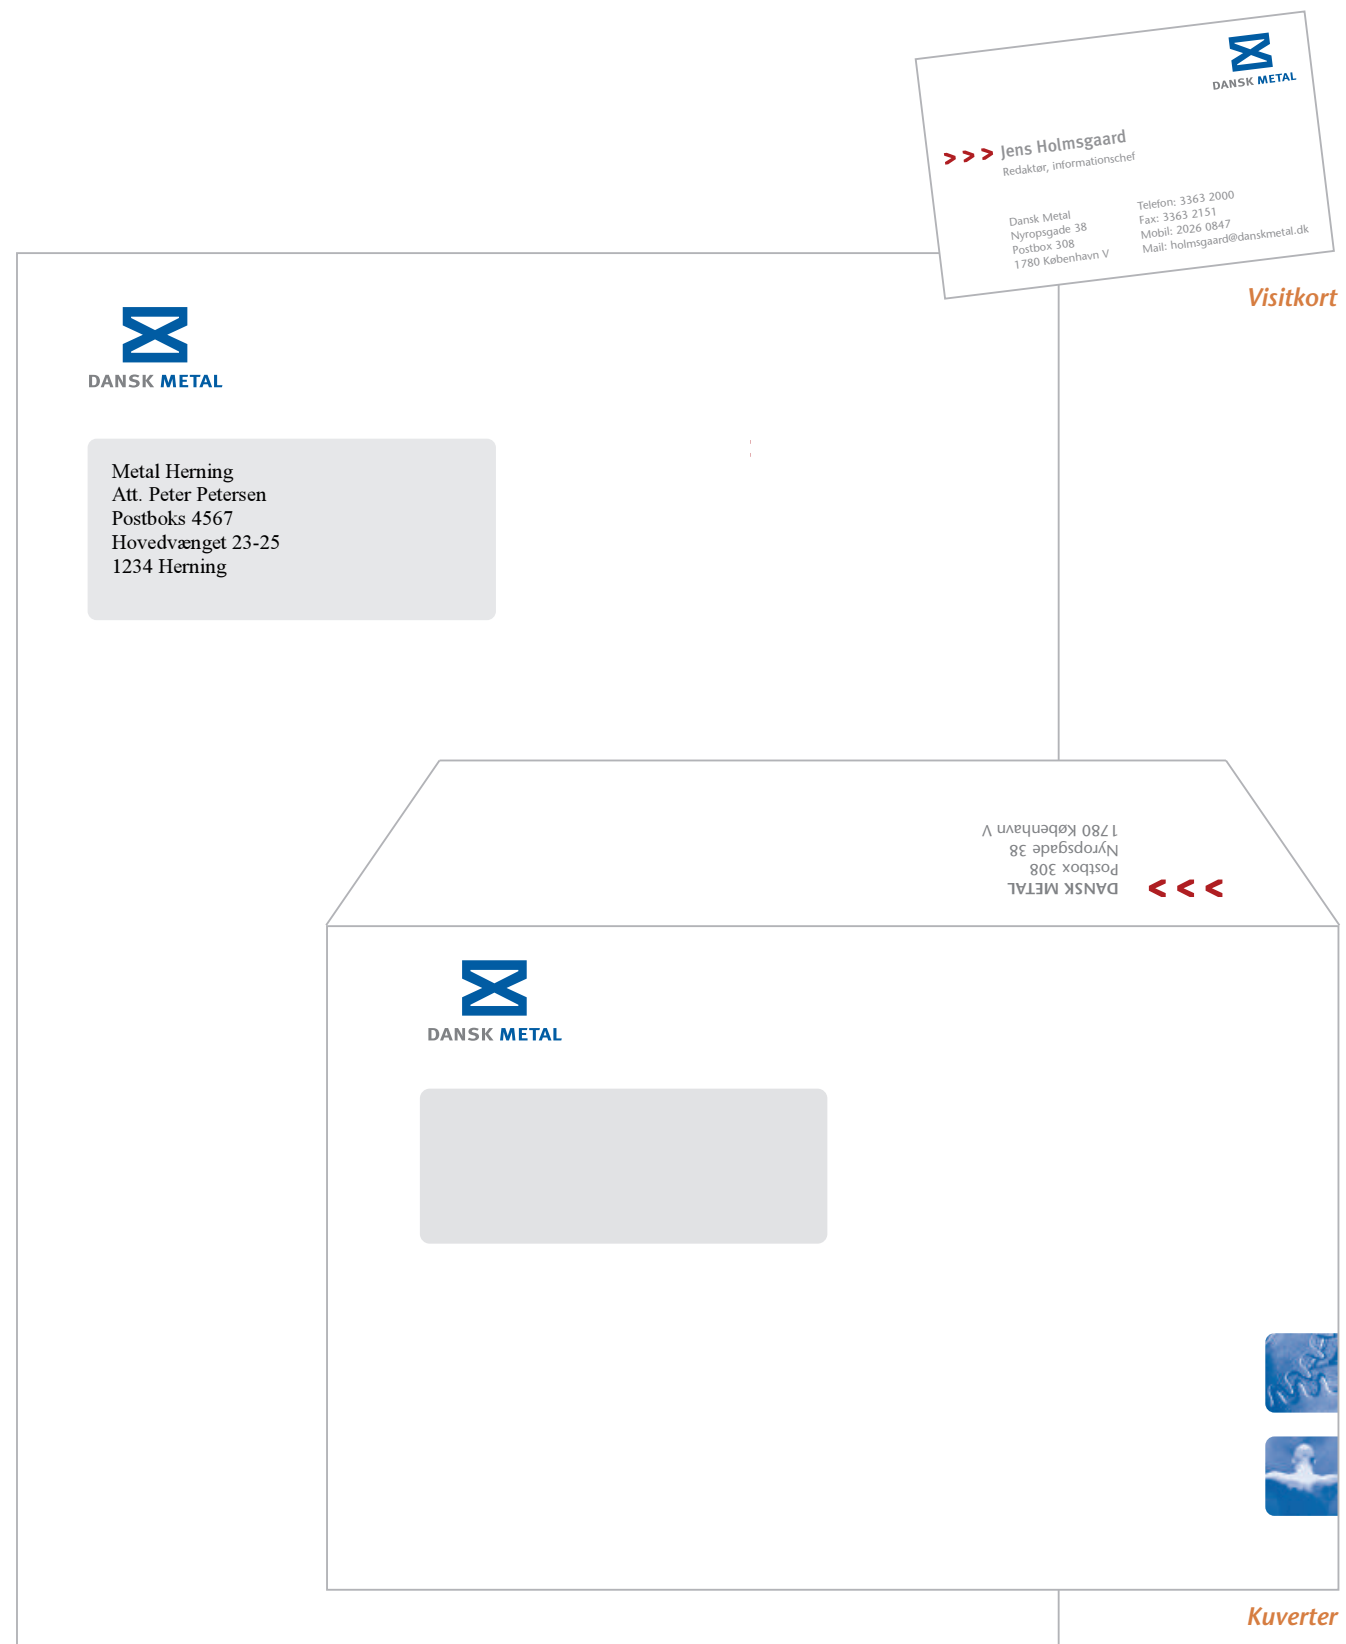 DANSK METAL
> > > Jens Holmsgaard
Redaktør, informationschef
Dansk Metal
Nyropsgade 38
Postbox 308
1780 København V
Telefon: 3363 2000
Fax: 3363 2151
Mobil: 2026 0847
Mail: holmsgaard@danskmetal.dk
Visitkort
DANSK METAL
Metal Herning
Att. Peter Petersen
Postboks 4567
Hovedvænget 23-25
1234 Herning
> > > DANSK METAL
Postbox 308
Nyropsgade 38
1780 København V
DANSK METAL
Kuverter